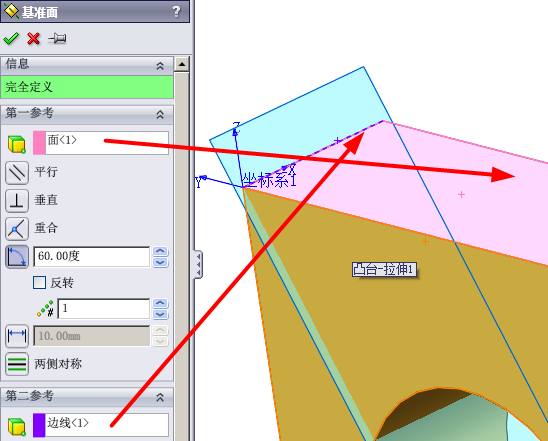 基准面 ?
信息
完全定义
第一参考
面<1>
平行
垂直
重合
60.00度
反转
# 1
10.00mm
两侧对称
第二参考
边线<1>
Z
X
Y
坐标系1
凸台-拉伸1